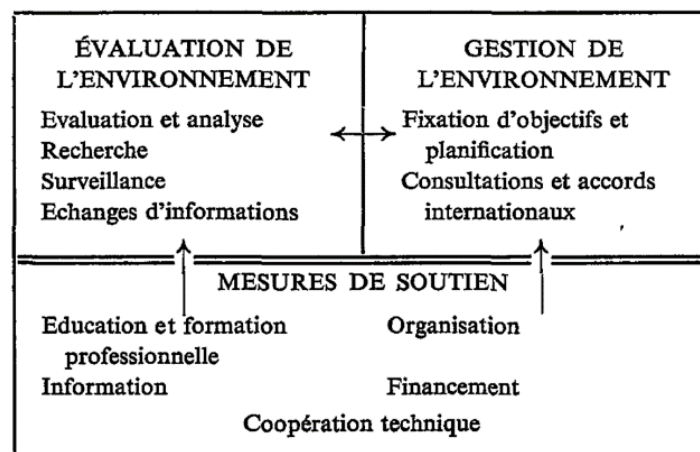 ÉVALUATION DE
L'ENVIRONNEMENT
Evaluation et analyse
Recherche
Surveillance
Echanges d'informations
GESTION DE
L'ENVIRONNEMENT
Fixation d'objectifs et
planification
Consultations et accords
internationaux
MESURES DE SOUTIEN
Education et formation
professionnelle
Information
Organisation
Financement
Coopération technique